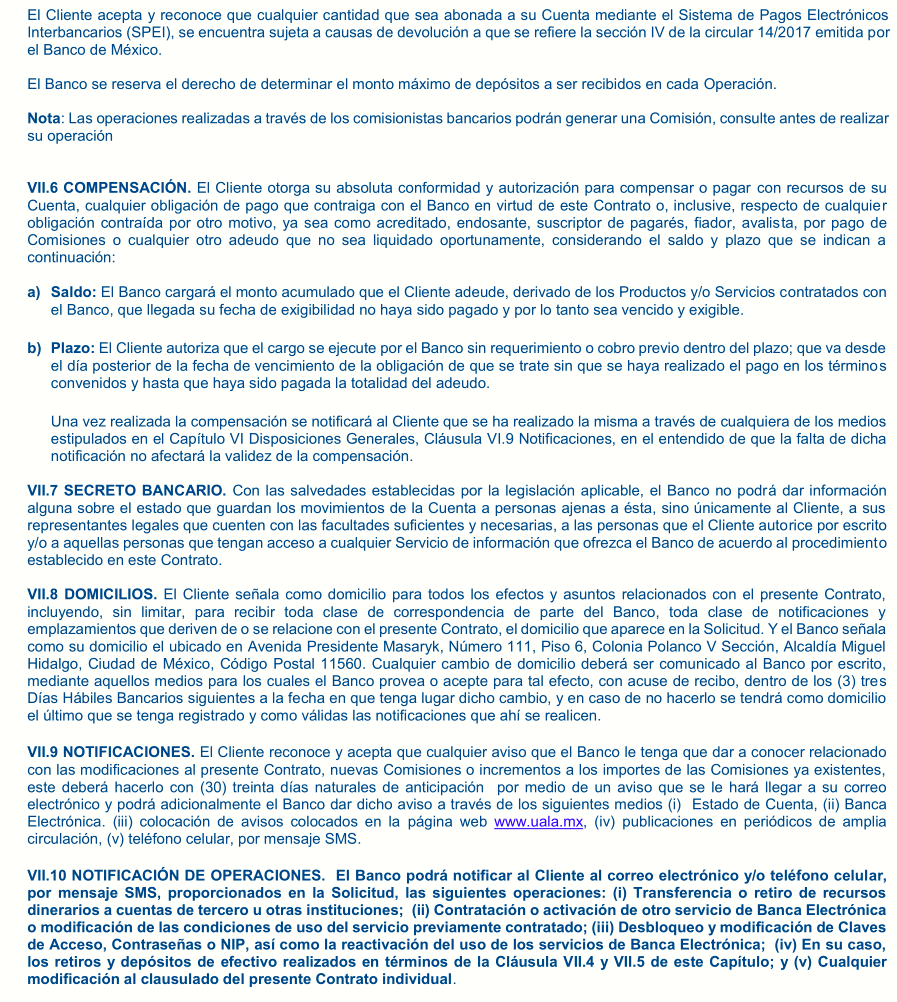 El Cliente acepta y reconoce que cualquier cantidad que sea abonada a su Cuenta mediante el Sistema de Pagos Electrónicos
Interbancarios (SPEI), se encuentra sujeta a causas de devolución a que se refiere la sección IV de la circular 14/2017 emitida por
el Banco de México.
El Banco se reserva el derecho de determinar el monto máximo de depósitos a ser recibidos en cada Operación.
Nota: Las operaciones realizadas a través de los comisionistas bancarios podrán generar una Comisión, consulte antes de realizar
su operación
VII.6 COMPENSACIÓN. El Cliente otorga su absoluta conformidad y autorización para compensar o pagar con recursos de su
Cuenta, cualquier obligación de pago que contraiga con el Banco en virtud de este Contrato o, inclusive, respecto de cualquier
obligación contraída por otro motivo, ya sea como acreditado, endosante, suscriptor de pagarés, fiador, avalista, por pago de
Comisiones o cualquier otro adeudo que no sea liquidado oportunamente, considerando el saldo y plazo que se indican a
continuación:
a) Saldo: El Banco cargará el monto acumulado que el Cliente adeude, derivado de los Productos y/o Servicios contratados con
el Banco, que llegada su fecha de exigibilidad no haya sido pagado y por lo tanto sea vencido y exigible.
b) Plazo: El Cliente autoriza que el cargo se ejecute por el Banco sin requerimiento o cobro previo dentro del plazo; que va desde
el día posterior de la fecha de vencimiento de la obligación de que se trate sin que se haya realizado el pago en los términos
convenidos y hasta que haya sido pagada la totalidad del adeudo.
Una vez realizada la compensación se notificará al Cliente que se ha realizado la misma a través de cualquiera de los medios
estipulados en el Capítulo VI Disposiciones Generales, Cláusula VI.9 Notificaciones, en el entendido de que la falta de dicha
notificación no afectará la validez de la compensación.
VII.7 SECRETO BANCARIO. Con las salvedades establecidas por la legislación aplicable, el Banco no podrá dar información
alguna sobre el estado que guardan los movimientos de la Cuenta a personas ajenas a ésta, sino únicamente al Cliente, a sus
representantes legales que cuenten con las facultades suficientes y necesarias, a las personas que el Cliente autorice por escrito
y/o a aquellas personas que tengan acceso a cualquier Servicio de información que ofrezca el Banco de acuerdo al procedimiento
establecido en este Contrato.
VII.8 DOMICILIOS. El Cliente señala como domicilio para todos los efectos y asuntos relacionados con el presente Contrato,
incluyendo, sin limitar, para recibir toda clase de correspondencia de parte del Banco, toda clase de notificaciones y
emplazamientos que deriven de o se relacione con el presente Contrato, el domicilio que aparece en la Solicitud. Y el Banco señala
como su domicilio el ubicado en Avenida Presidente Masaryk, Número 111, Piso 6, Colonia Polanco V Sección, Alcaldía Miguel
Hidalgo, Ciudad de México, Código Postal 11560. Cualquier cambio de domicilio deberá ser comunicado al Banco por escrito,
mediante aquellos medios para los cuales el Banco provea o acepte para tal efecto, con acuse de recibo, dentro de los (3) tres
Días Hábiles Bancarios siguientes a la fecha en que tenga lugar dicho cambio, y en caso de no hacerlo se tendrá como domicilio
el último que se tenga registrado y como válidas las notificaciones que ahí se realicen.
VII.9 NOTIFICACIONES. El Cliente reconoce y acepta que cualquier aviso que el Banco le tenga que dar a conocer relacionado
con las modificaciones al presente Contrato, nuevas Comisiones o incrementos a los importes de las Comisiones ya existentes,
este deberá hacerlo con (30) treinta días naturales de anticipación  por medio de un aviso que se le hará llegar a su correo
electrónico y podrá adicionalmente el Banco dar dicho aviso a través de los siguientes medios (i)  Estado de Cuenta, (ii) Banca
Electrónica. (iii) colocación de avisos colocados en la página web www.uala.mx, (iv) publicaciones en periódicos de amplia
circulación, (v) teléfono celular, por mensaje SMS.
VII.10 NOTIFICACIÓN DE OPERACIONES.  El Banco podrá notificar al Cliente al correo electrónico y/o teléfono celular,
por mensaje SMS, proporcionados en la Solicitud, las siguientes operaciones: (i) Transferencia o retiro de recursos
dinerarios a cuentas de tercero u otras instituciones;  (ii) Contratación o activación de otro servicio de Banca Electrónica
o modificación de las condiciones de uso del servicio previamente contratado; (iii) Desbloqueo y modificación de Claves
de Acceso, Contraseñas o NIP, así como la reactivación del uso de los servicios de Banca Electrónica;  (iv) En su caso,
los retiros y depósitos de efectivo realizados en términos de la Cláusula VII.4 y VII.5 de este Capítulo; y (v) Cualquier
modificación al clausulado del presente Contrato individual.